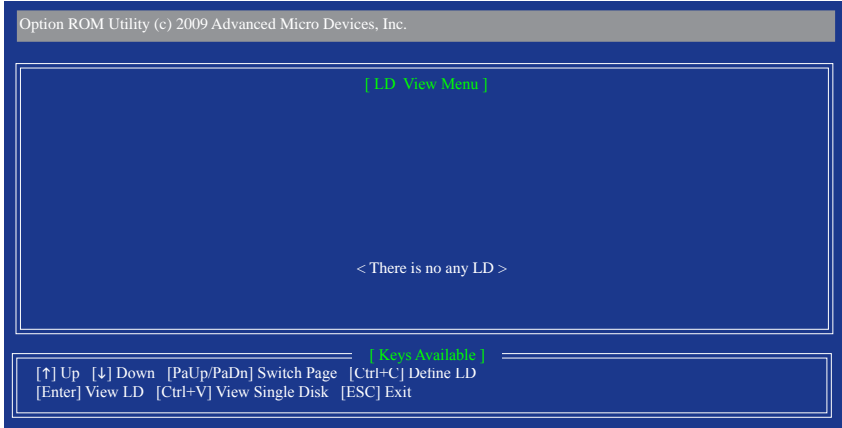 Option ROM Utility (c) 2009 Advanced Micro Devices, Inc.
[ LD  View Menu ]
< There is no any LD >
[ Keys Available ]
[↑] Up   [↓] Down   [PaUp/PaDn] Switch Page   [Ctrl+C] Define LD
[Enter] View LD   [Ctrl+V] View Single Disk   [ESC] Exit